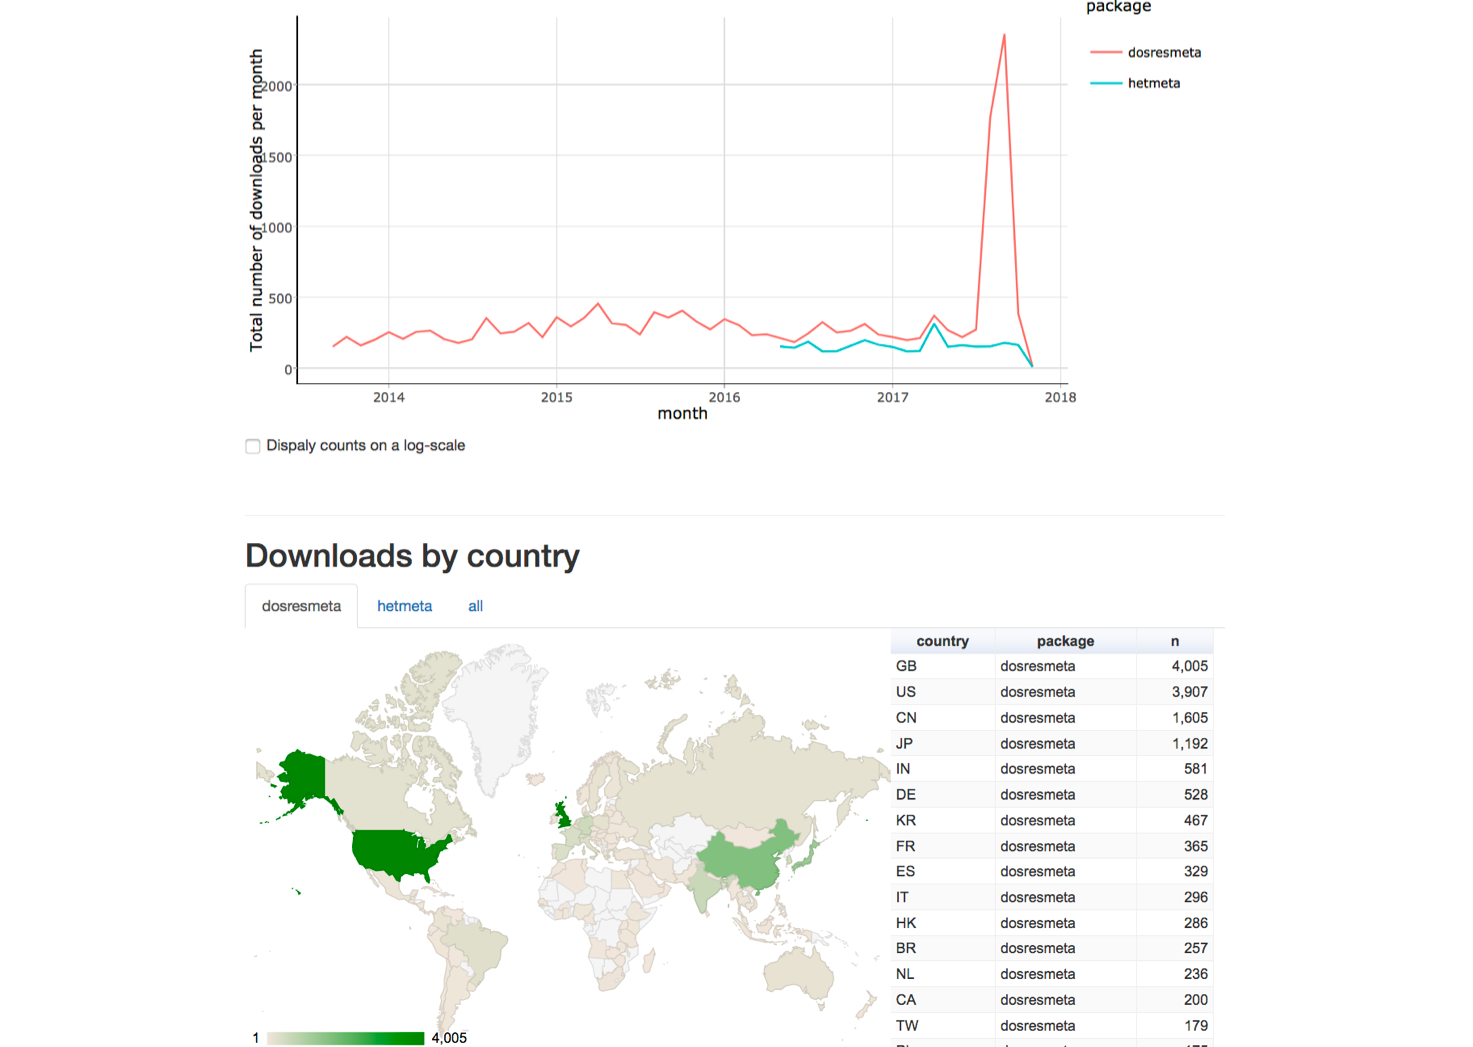 package
dosresmeta
hetmeta
Total number of downloads per month
2000
1500
1000
500
0
2014 2015 2016 2017 2018
month
Dispaly counts on a log-scale
Downloads by country
dosresmeta hetmeta all
country package n
GB dosresmeta 4,005
US dosresmeta 3,907
CN dosresmeta 1,605
JP dosresmeta 1,192
IN dosresmeta 581
DE dosresmeta 528
KR dosresmeta 467
FR dosresmeta 365
ES dosresmeta 329
IT dosresmeta 296
HK dosresmeta 286
BR dosresmeta 257
NL dosresmeta 236
CA dosresmeta 200
TW dosresmeta 179
1 4,005